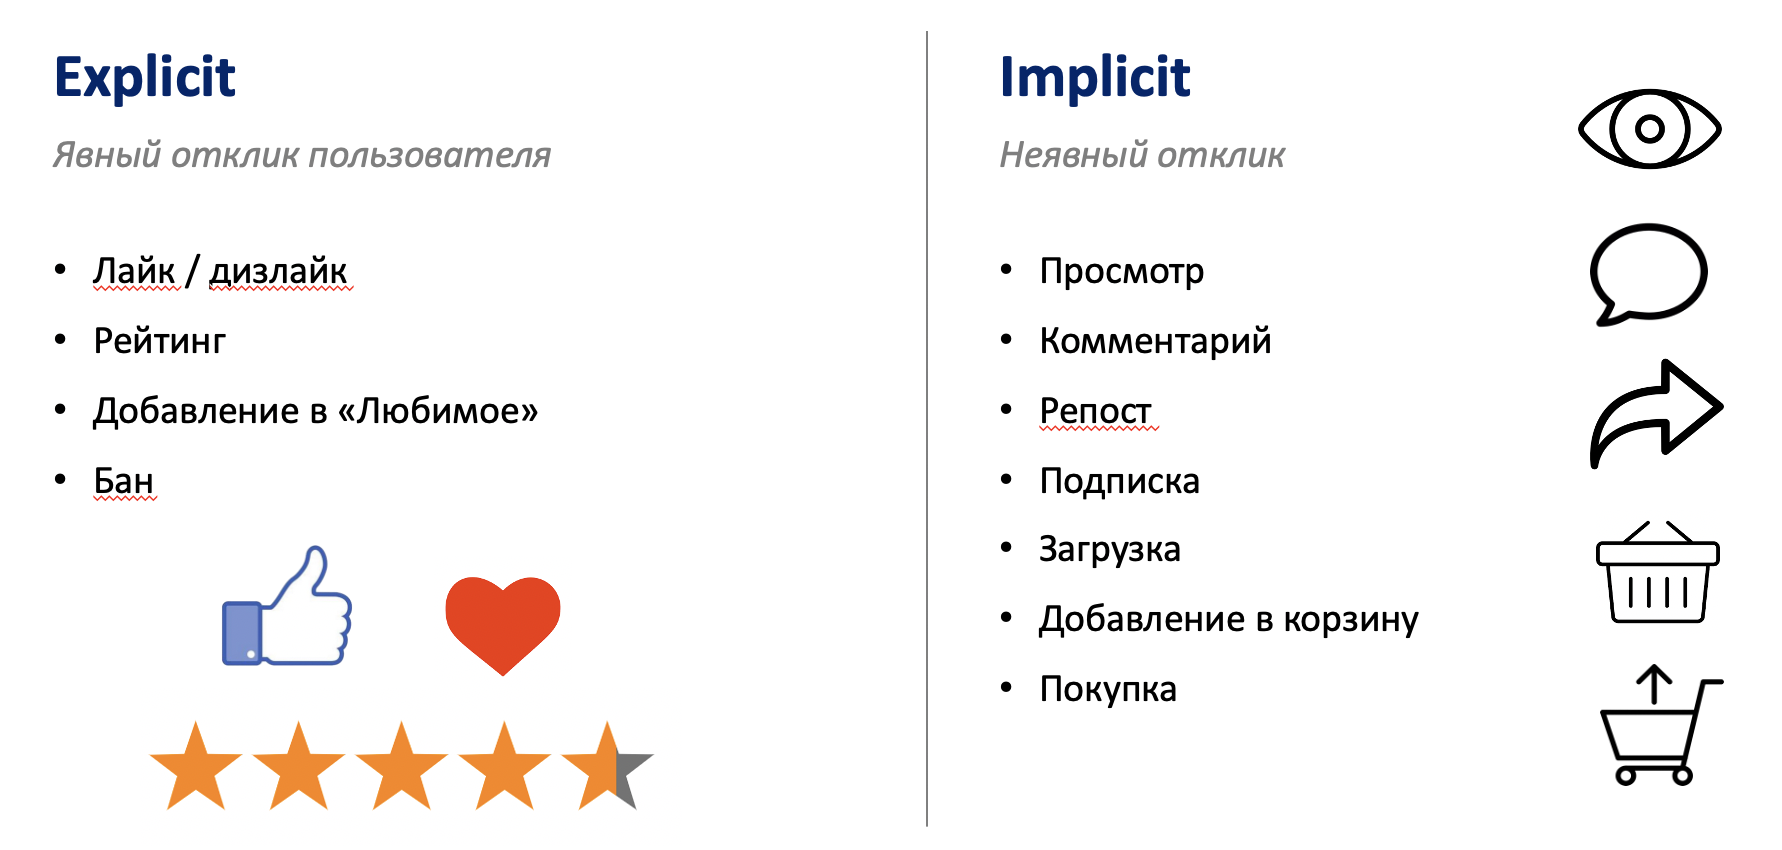 Explicit
Явный отклик пользователя
• Лайк / дизлайк
• Рейтинг
• Добавление в «Любимое»
• Бан
Implicit
Неявный отклик
• Просмотр
• Комментарий
• Репост
• Подписка
• Загрузка
• Добавление в корзину
• Покупка